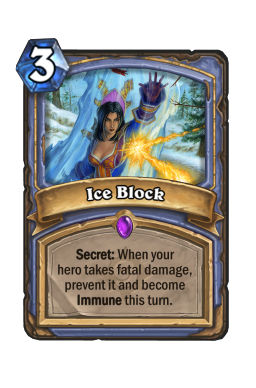 3
Ice Block
Secret: When your
hero takes fatal damage,
prevent it and become
Immune this turn.